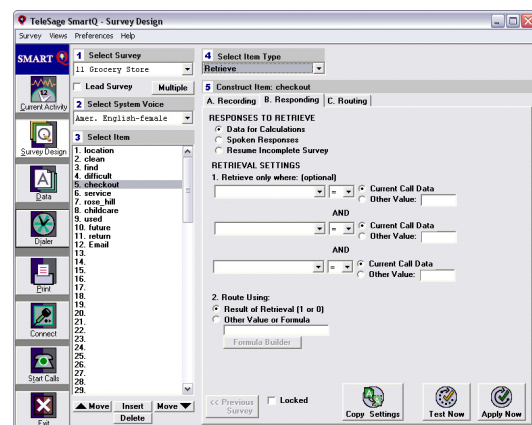 TeleSage SmartQ - Survey Design
Survey Views Preferences Help
SMART Q
Current Activity
Survey Design
Data
Dialer
Print
Connect
Start Calls
Exit
1 Select Survey
11 Grocery Store
Lead Survey Multiple
2 Select System Voice
Amer. English-female
3 Select Item
1. location
2. clean
3. find
4. difficult
5. checkout
6. service
7. rose_hill
8. childcare
9. used
10. future
11. return
12. Email
13.
14.
15.
16.
17.
18.
19.
20.
21.
22.
23.
24.
25.
26.
27.
28.
29.
Move Insert Move
Delete
4 Select Item Type
Retrieve
5 Construct Item: checkout
A. Recording B. Responding C. Routing
RESPONSES TO RETRIEVE
Data for Calculations
Spoken Responses
Resume Incomplete Survey
RETRIEVAL SETTINGS
1. Retrieve only where: (optional)
= Current Call Data
Other Value:
AND
= Current Call Data
Other Value:
AND
= Current Call Data
Other Value:
2. Route Using:
Result of Retrieval (1 or 0)
Other Value or Formula
Formula Builder
<< Previous
Survey
Locked
Copy Settings
Test Now
Apply Now